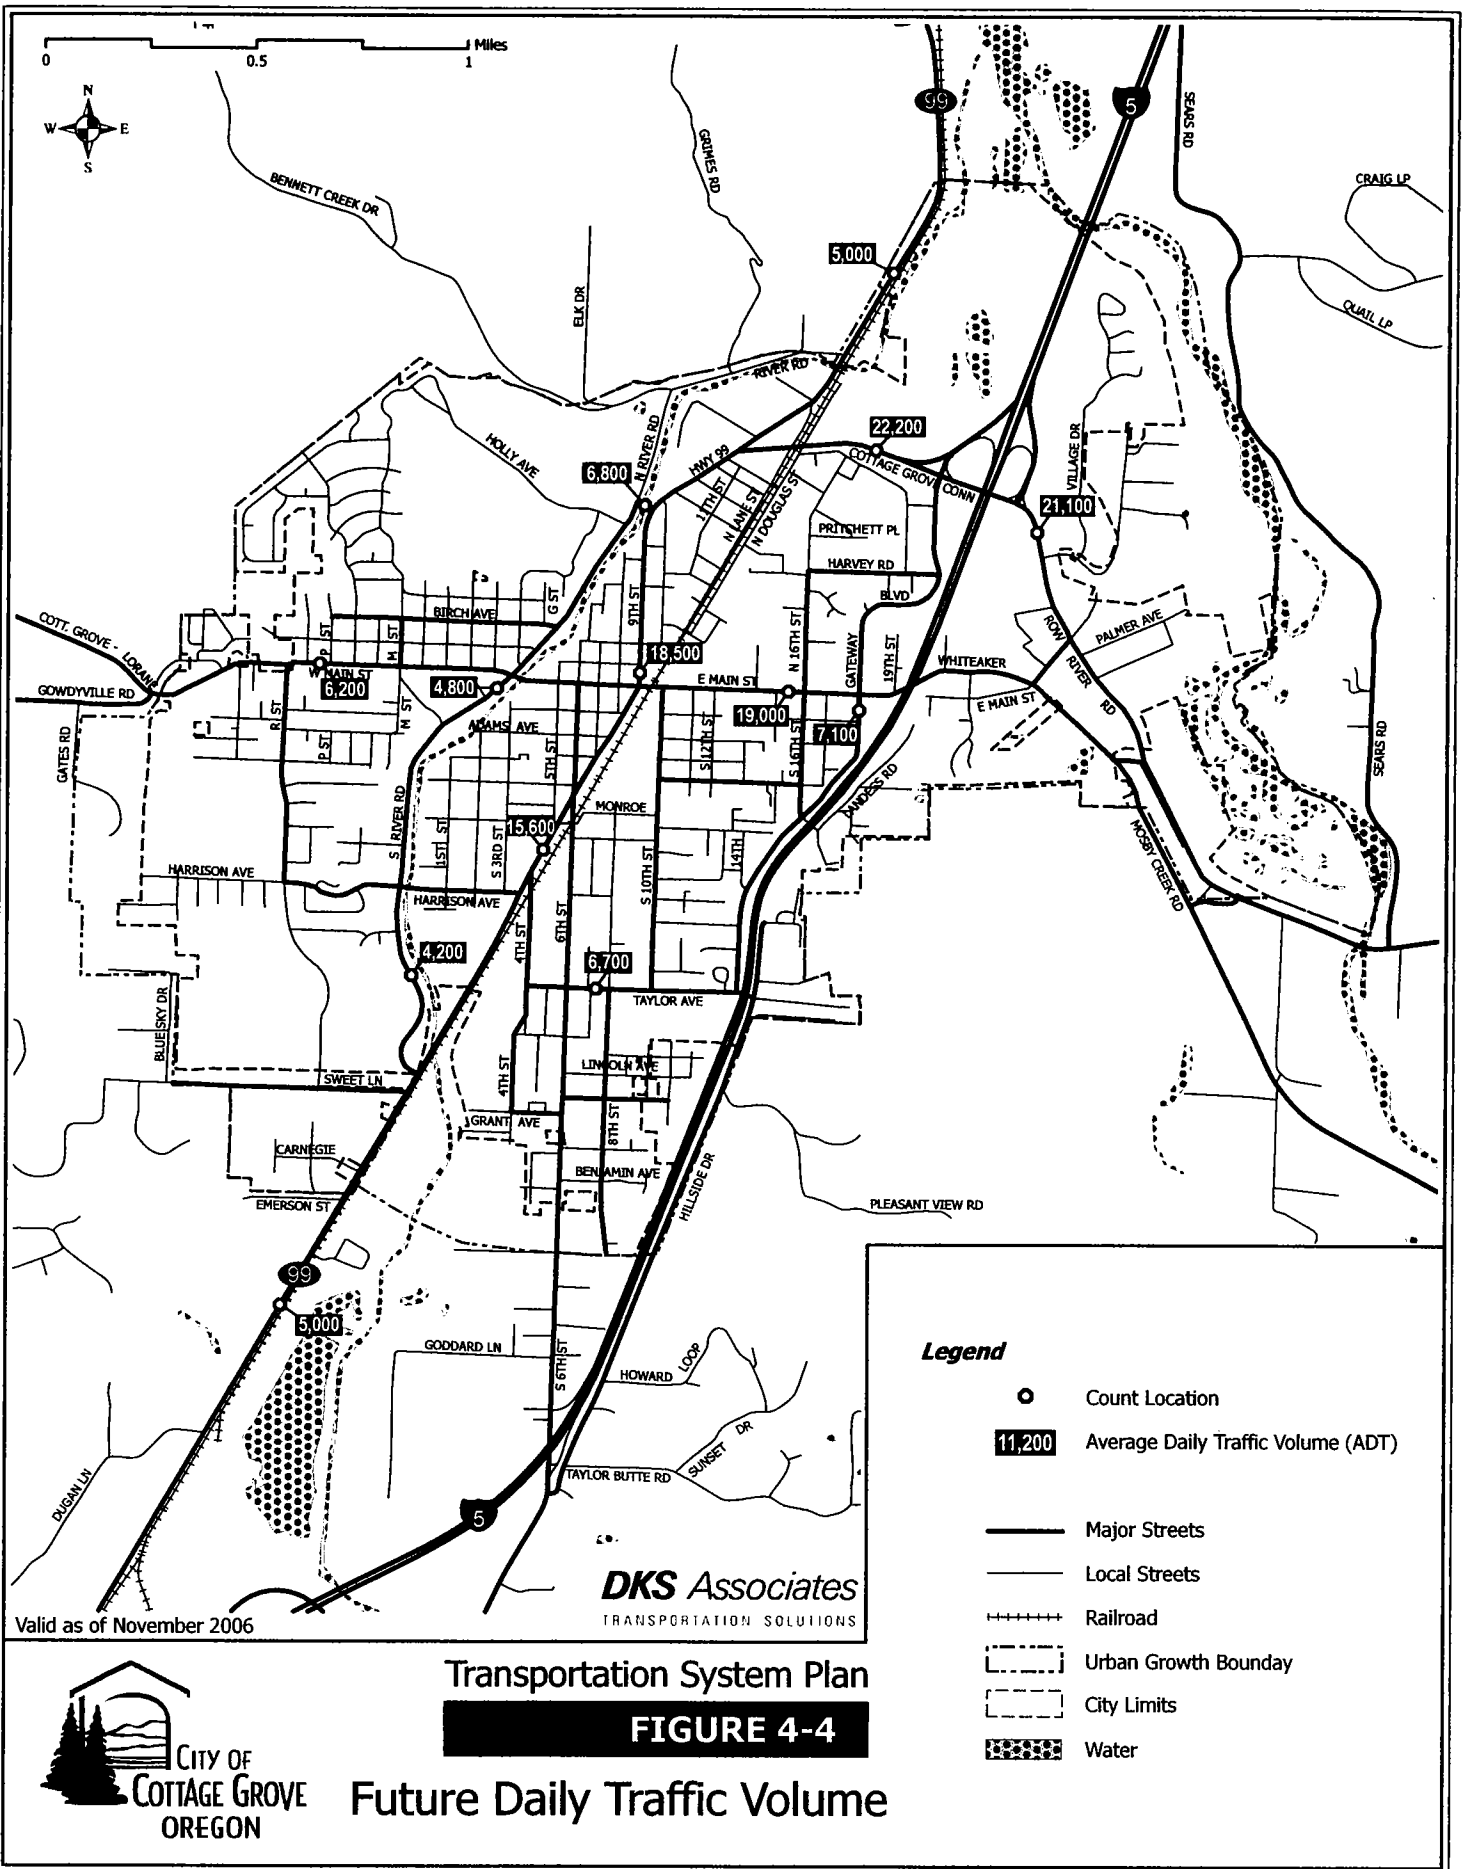 Miles
0 0.5 1
N
W E
S
99
5
SEARS RD
GRIMES RD
CRAIG LP
BENNETT CREEK DR
5,000
ELK DR
QUAIL LP
RIVER RD
N RIVER RD
22,200
HOLLY AVE
HWY 99
COTTAGE GROVE CONN
VILLAGE DR
6,800
11TH ST
N LANE ST
N DOUGLAS ST
21,100
PRITCHETT PL
HARVEY RD
BLVD
G ST
9TH ST
BIRCH AVE
N 16TH ST
GATEWAY
19TH ST
ROW
RIVER
RD
PALMER AVE
COTT. GROVE - LORAN
P ST
M ST
18,500
WHITEAKER
W MAIN ST
E MAIN ST
6,200
4,800
GOWDYVILLE RD
E MAIN ST
19,000
7,100
R ST
M ST
ADAMS AVE
S 12TH ST
S 16TH ST
GATES RD
P ST
5TH ST
SEARS RD
LANDESS RD
MONROE
S RIVER RD
15,600
1ST ST
S 3RD ST
14TH
MOSBY CREEK RD
HARRISON AVE
S 10TH ST
HARRISON AVE
4TH ST
6TH ST
4,200
6,700
TAYLOR AVE
BLUE SKY DR
LINCOLN AVE
4TH ST
SWEET LN
GRANT AVE
8TH ST
CARNEGIE
BENJAMIN AVE
HILLSIDE DR
EMERSON ST
PLEASANT VIEW RD
99
5,000
GODDARD LN
S 6TH ST
HOWARD LOOP
SUNSET DR
TAYLOR BUTTE RD
DUGAN LN
5
Legend
Count Location
11,200 Average Daily Traffic Volume (ADT)
Major Streets
Local Streets
Railroad
Urban Growth Boundary
City Limits
Water
DKS Associates
TRANSPORTATION SOLUTIONS
Valid as of November 2006
Transportation System Plan
FIGURE 4-4
Future Daily Traffic Volume
CITY OF
COTTAGE GROVE
OREGON